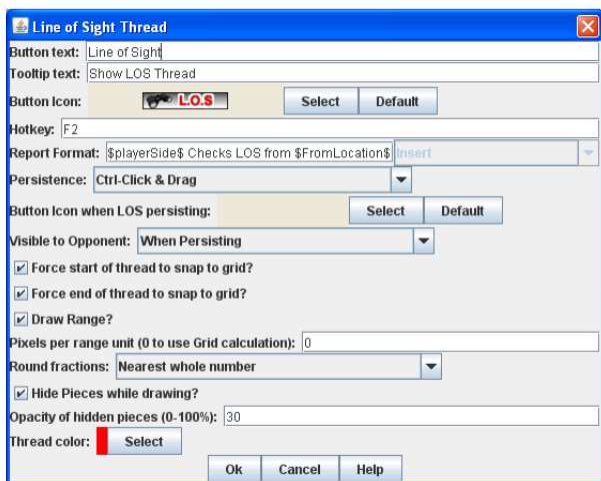 Line of Sight Thread
Button text: Line of Sight
Tooltip text: Show LOS Thread
Button Icon: L.O.S Select Default
Hotkey: F2
Report Format: $playerSide$ Checks LOS from $FromLocation$ Insert
Persistence: Ctrl-Click & Drag
Button Icon when LOS persisting: Select Default
Visible to Opponent: When Persisting
Force start of thread to snap to grid?
Force end of thread to snap to grid?
Draw Range?
Pixels per range unit (0 to use Grid calculation): 0
Round fractions: Nearest whole number
Hide Pieces while drawing?
Opacity of hidden pieces (0-100%): 30
Thread color: Select
Ok Cancel Help